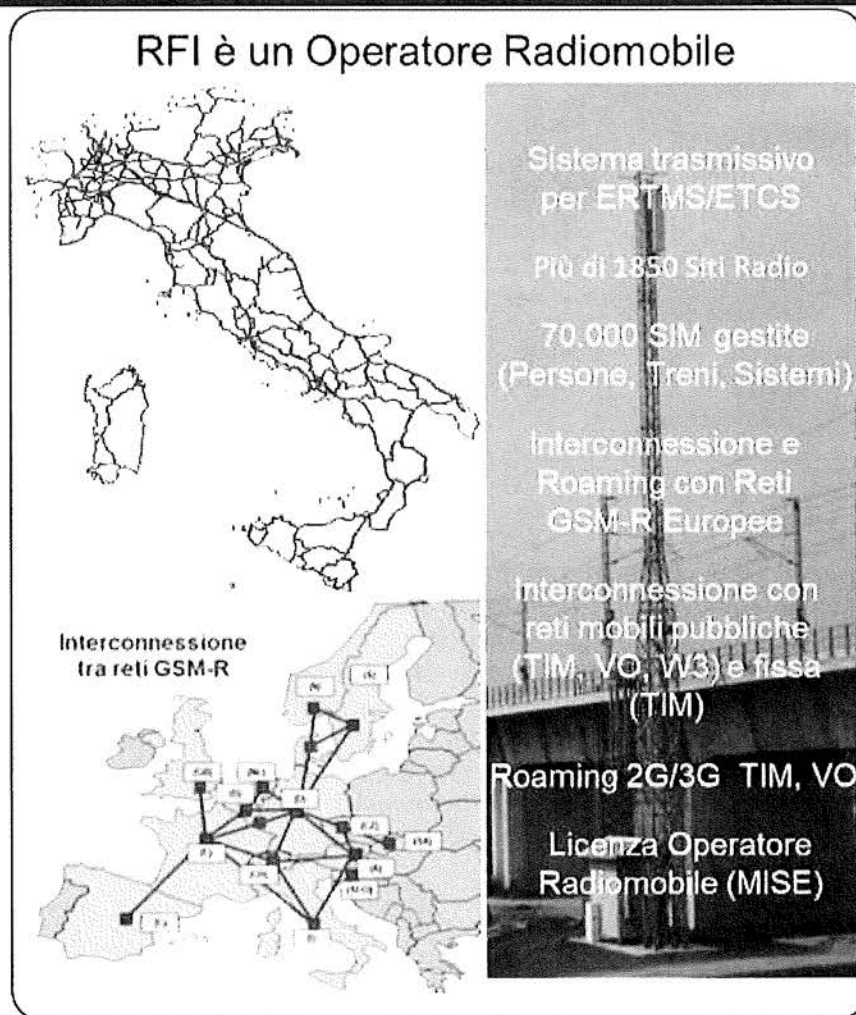 RFI è un Operatore Radiomobile
Sistema trasmissivo
per ERTMS/ETCS
Più di 1850 Siti Radio
70.000 SIM gestite
(Persone, Treni, Sistemi)
Interconnessione e
Roaming con Reti
GSM-R Europee
Interconnessione con
reti mobili pubbliche
(TIM, VO, W3) e fissa
(TIM)
Roaming 2G/3G TIM, VO
Licenza Operatore
Radiomobile (MISE)
Interconnessione
tra reti GSM-R